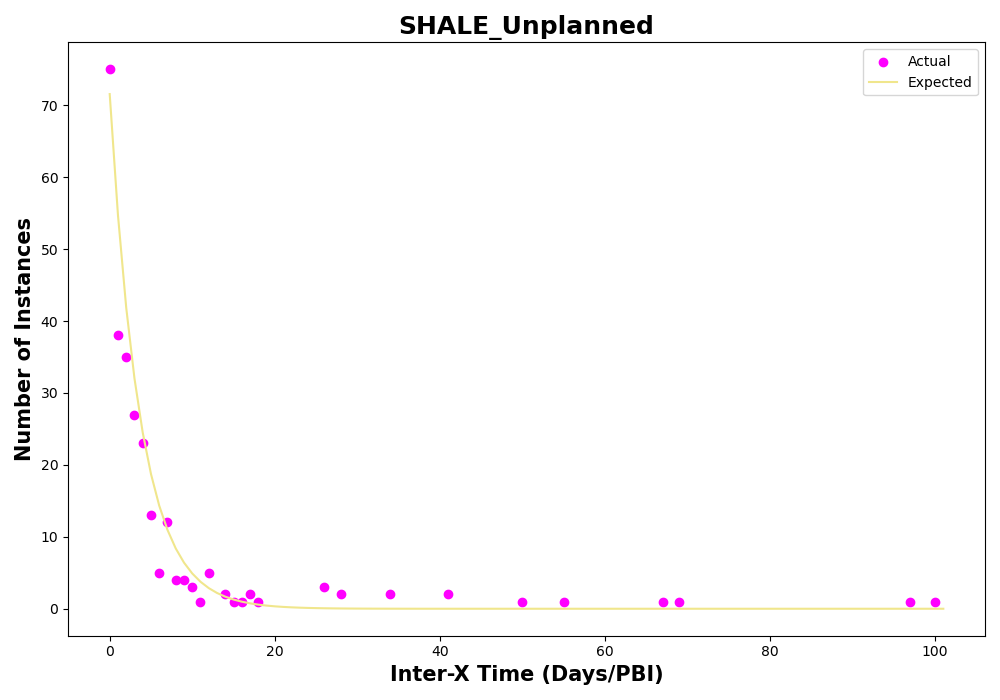 SHALE_Unplanned
Actual
Expected
Number of Instances
70
60
50
40
30
20
10
0
0 20 40 60 80 100
Inter-X Time (Days/PBI)